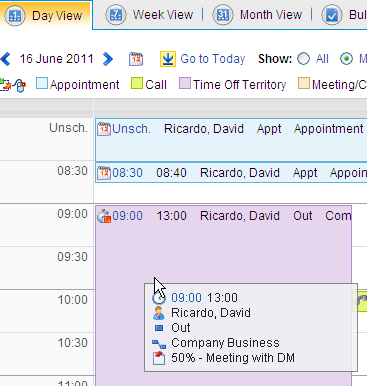 Day View Week View Month View Bul
16 June 2011 Go to Today Show: All M
Appointment Call Time Off Territory Meeting/C
Unsch. Unsch. Ricardo, David Appt Appointment
08:30 08:30 08:40 Ricardo, David Appt Appoin
09:00 09:00 13:00 Ricardo, David Out Com
09:30
10:00
09:00 13:00
Ricardo, David
Out
10:30 Company Business
50% - Meeting with DM
11:00